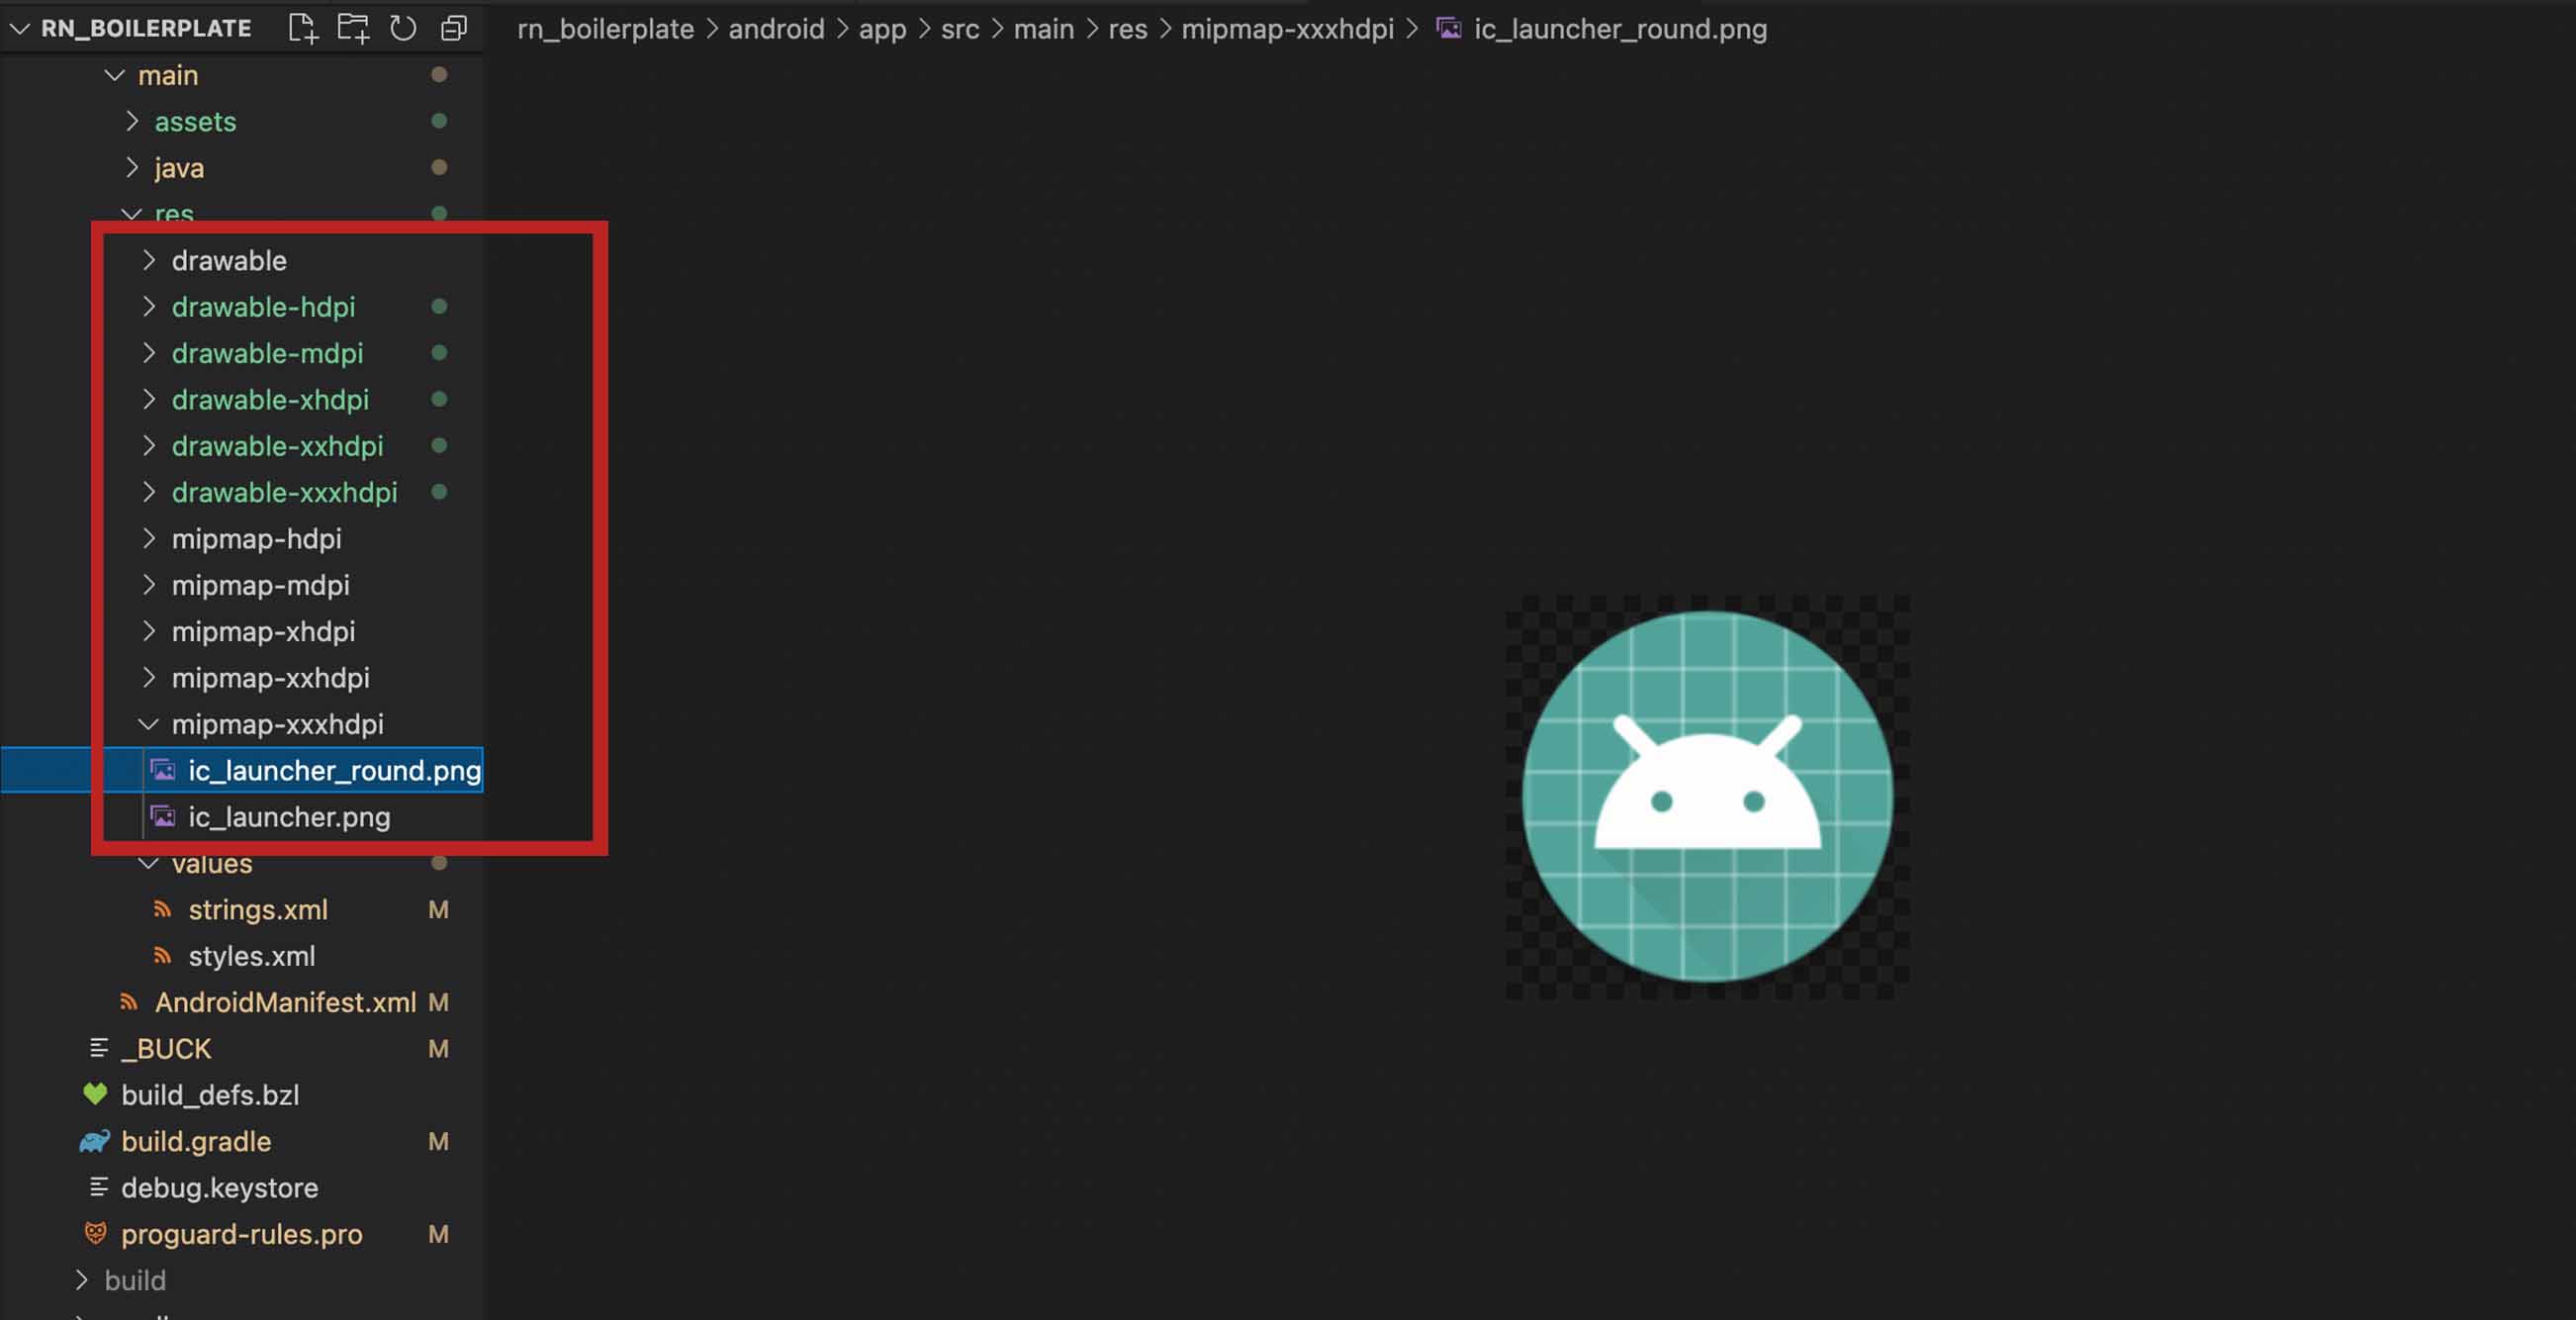 RN_BOILERPLATE
rn_boilerplate > android > app > src > main > res > mipmap-xxxhdpi > ic_launcher_round.png
main
assets
java
res
drawable
drawable-hdpi
drawable-mdpi
drawable-xhdpi
drawable-xxhdpi
drawable-xxxhdpi
mipmap-hdpi
mipmap-mdpi
mipmap-xhdpi
mipmap-xxhdpi
mipmap-xxxhdpi
ic_launcher_round.png
ic_launcher.png
values
strings.xml M
styles.xml
AndroidManifest.xml M
_BUCK M
build_defs.bzl
build.gradle M
debug.keystore
proguard-rules.pro M
build